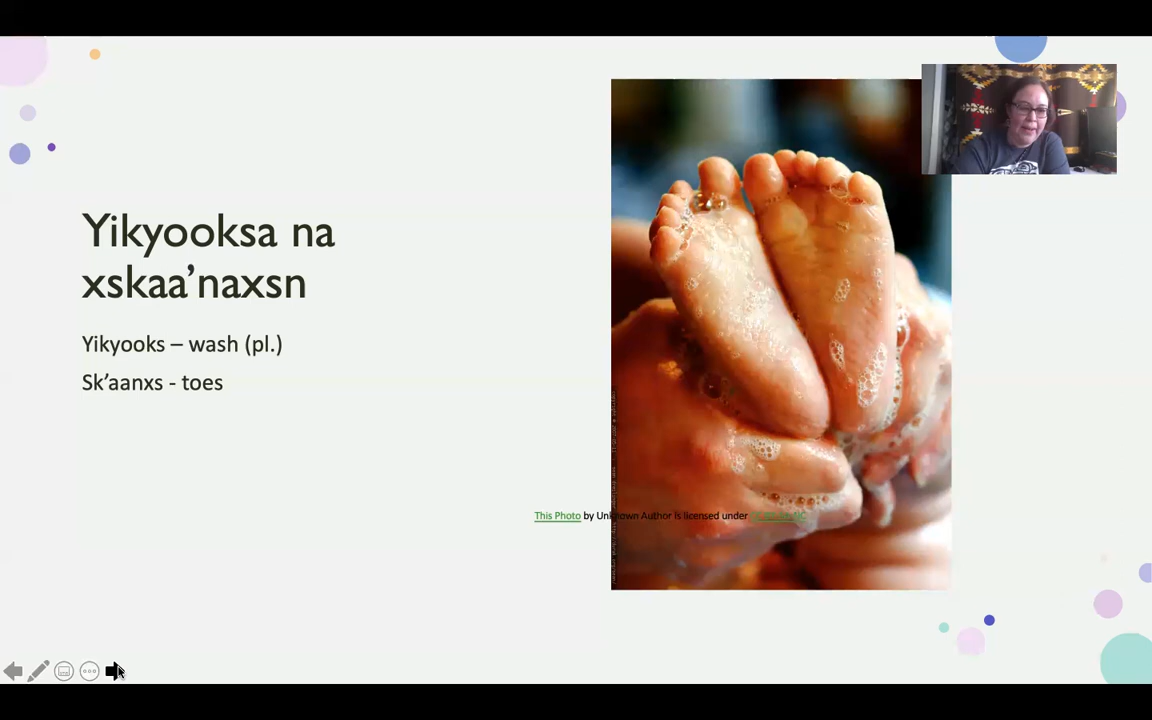 Yikyooksa na
xskaa’naxsn
Yikyooks – wash (pl.)
Sk’aanxs - toes
This Photo by Unknown Author is licensed under